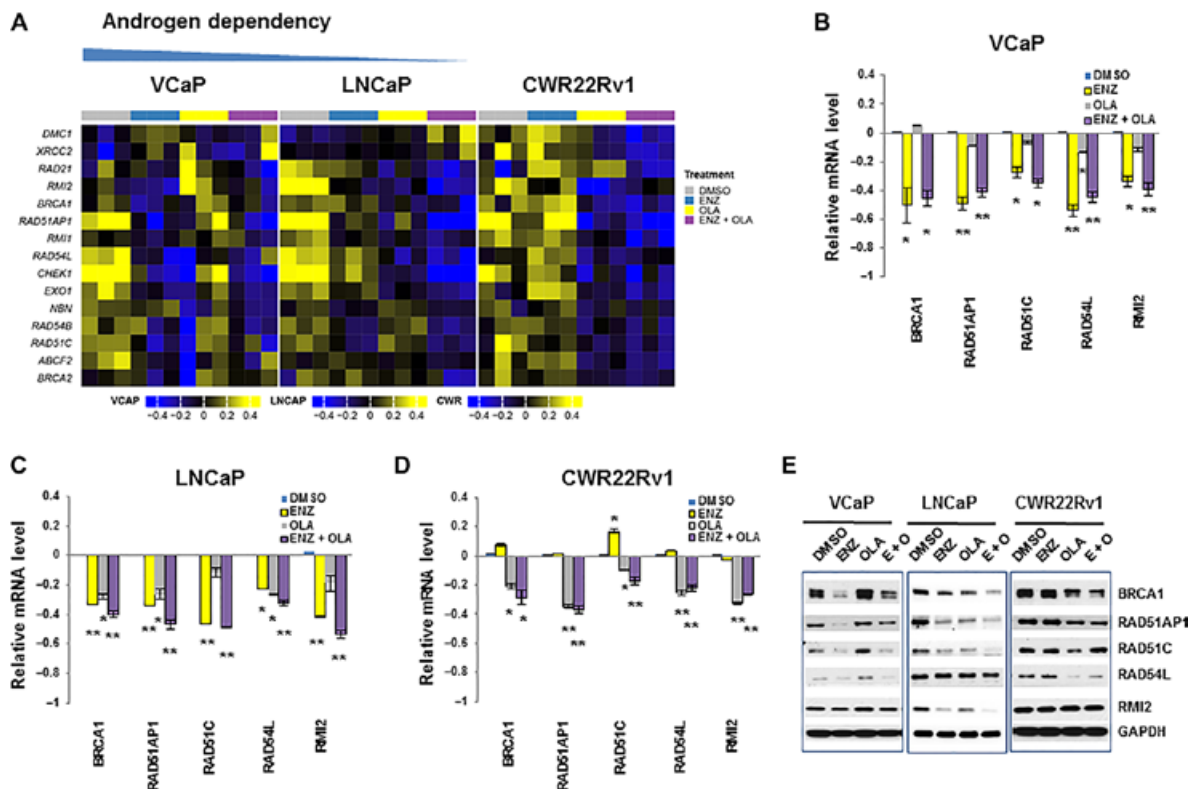 A
Androgen dependency
VCaP LNCaP CWR22Rv1
DMC1
XRCC2
RAD21
RMI2
BRCA1
RAD51AP1
RMI1
RAD54L
CHEK1
EXO1
NBN
RAD54B
RAD51C
ABCF2
BRCA2
Treatment
DMSO
ENZ
OLA
ENZ + OLA
VCAP LNCAP CWR
−0.4 −0.2 0 0.2 0.4 −0.4 −0.2 0 0.2 0.4 −0.4 −0.2 0 0.2 0.4
B
VCaP
DMSO
ENZ
OLA
ENZ + OLA
Relative mRNA level
0.4
0.2
0
−0.2
−0.4
−0.6
−0.8
−1
* * ** ** * * * ** ** * **
BRCA1 RAD51AP1 RAD51C RAD54L RMI2
C
LNCaP
DMSO
ENZ
OLA
ENZ + OLA
Relative mRNA level
0.4
0.2
0
−0.2
−0.4
−0.6
−0.8
−1
** * ** ** * ** ** ** * * ** ** **
BRCA1 RAD51AP1 RAD51C RAD54L RMI2
D
CWR22Rv1
DMSO
ENZ
OLA
ENZ + OLA
Relative mRNA level
0.4
0.2
0
−0.2
−0.4
−0.6
−0.8
−1
* * ** ** * * ** ** ** ** **
BRCA1 RAD51AP1 RAD51C RAD54L RMI2
E
VCaP LNCaP CWR22Rv1
DMSO ENZ OLA E+O DMSO ENZ OLA E+O DMSO ENZ OLA E+O
BRCA1
RAD51AP1
RAD51C
RAD54L
RMI2
GAPDH